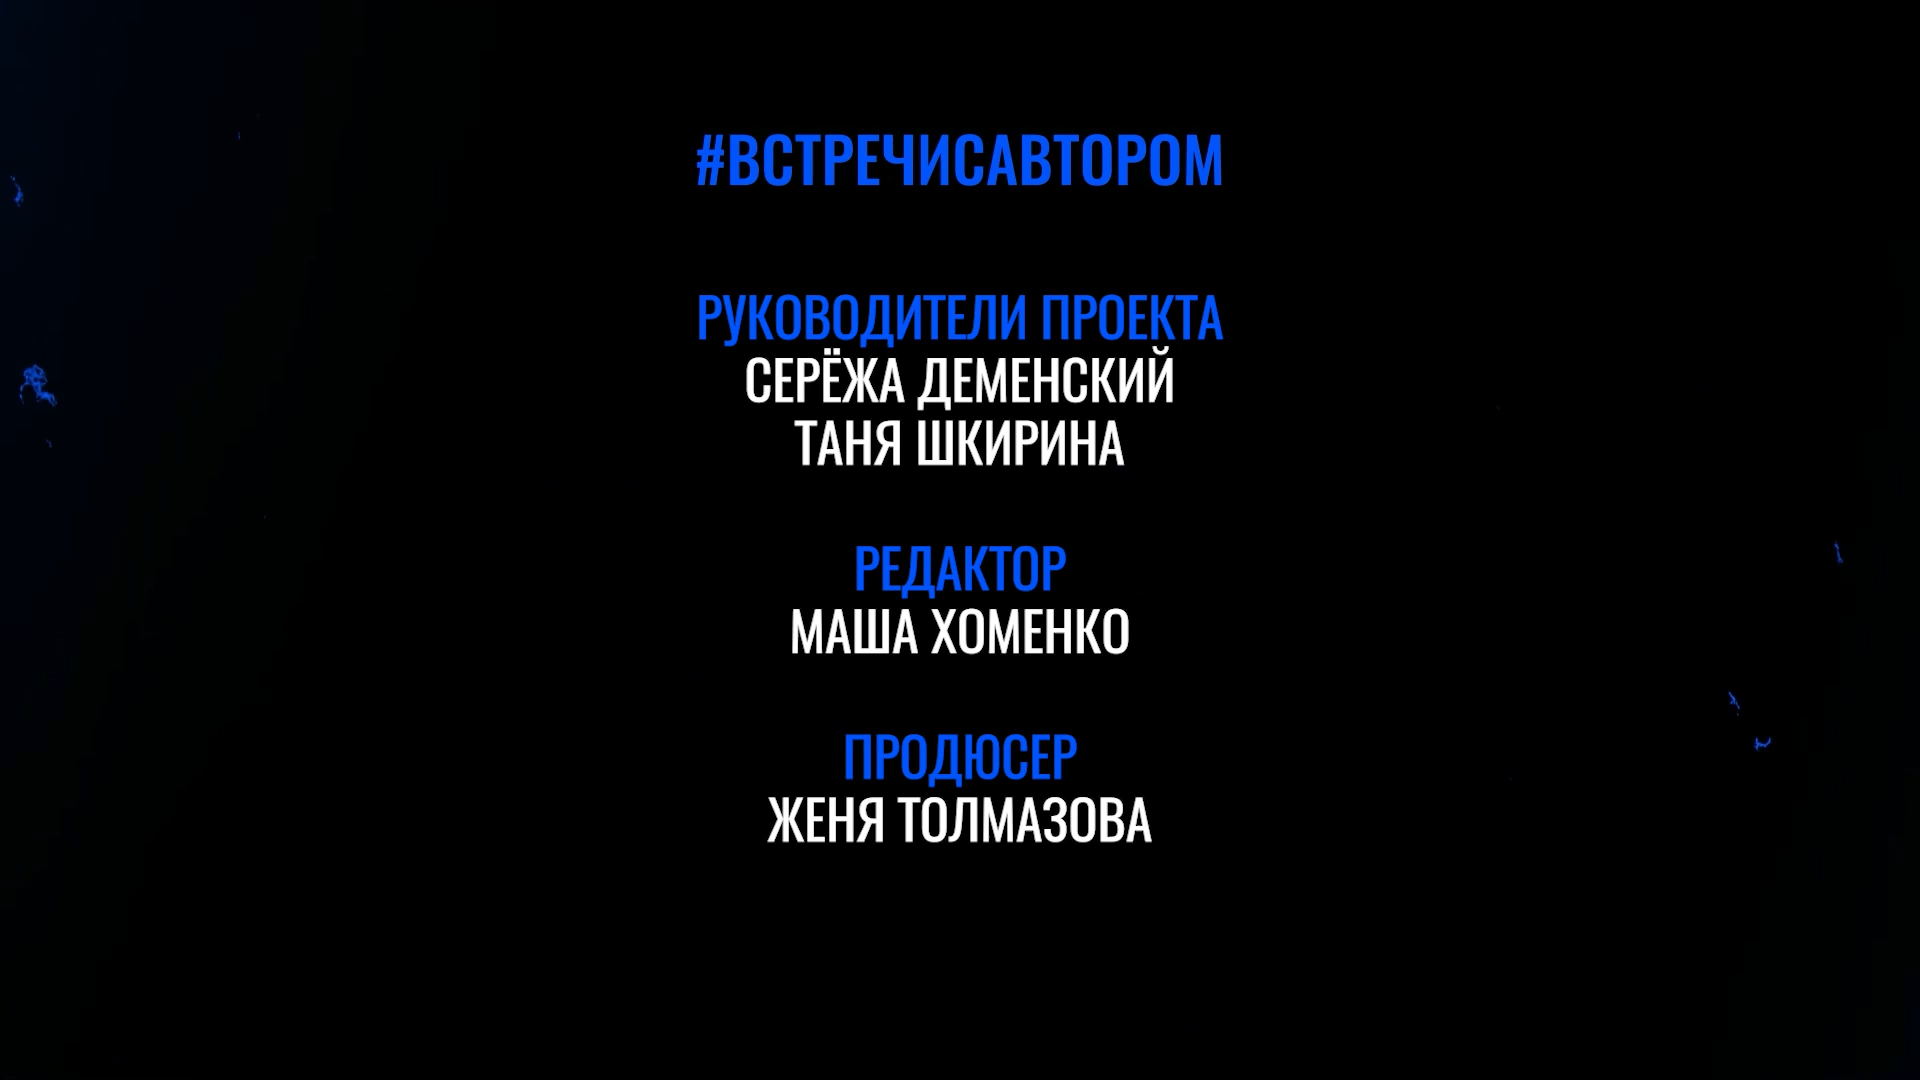 #ВСТРЕЧИСАВТОРОМ
РУКОВОДИТЕЛИ ПРОЕКТА
СЕРЁЖА ДЕМЕНСКИЙ
ТАНЯ ШКИРИНА
РЕДАКТОР
МАША ХОМЕНКО
ПРОДЮСЕР
ЖЕНЯ ТОЛМАЗОВА